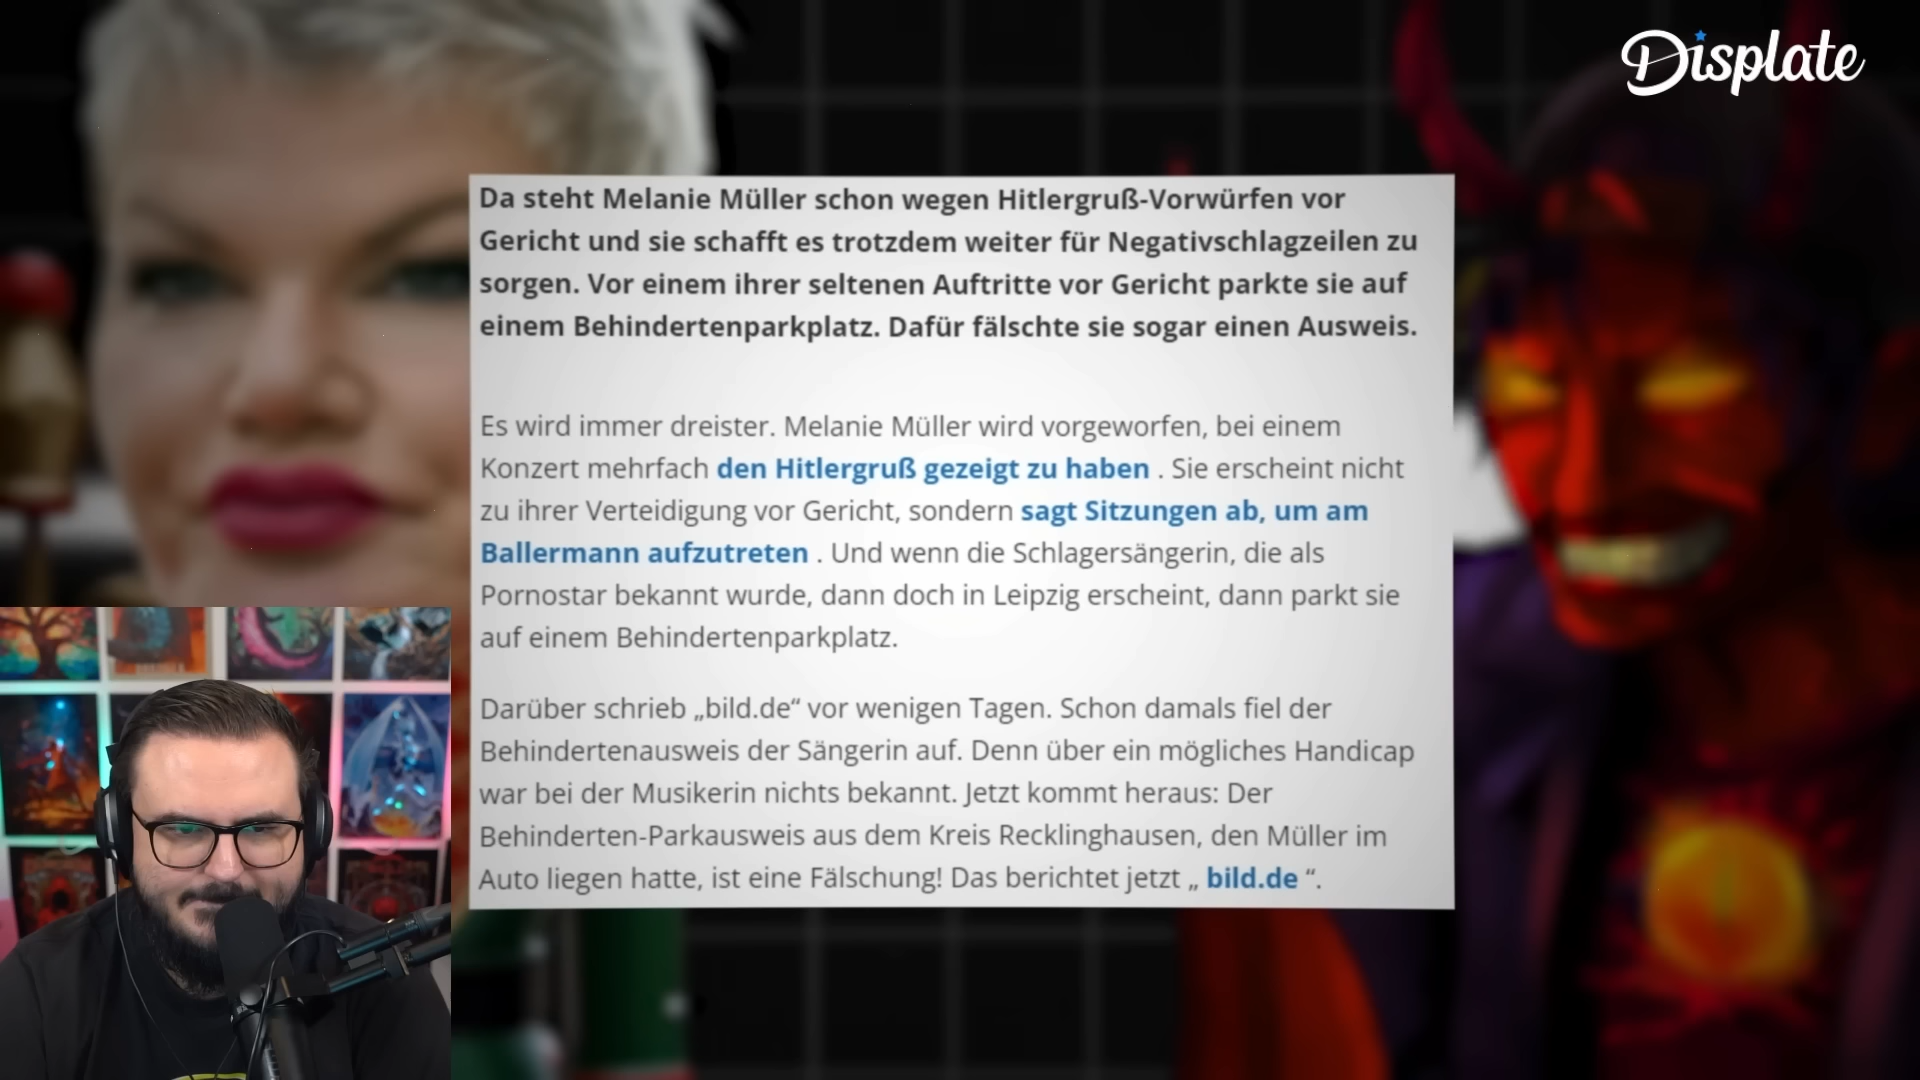 Displate
Da steht Melanie Müller schon wegen Hitlergruß-Vorwürfen vor
Gericht und sie schafft es trotzdem weiter für Negativschlagzeilen zu
sorgen. Vor einem ihrer seltenen Auftritte vor Gericht parkte sie auf
einem Behindertenparkplatz. Dafür fälschte sie sogar einen Ausweis.
Es wird immer dreister. Melanie Müller wird vorgeworfen, bei einem
Konzert mehrfach den Hitlergruß gezeigt zu haben . Sie erscheint nicht
zu ihrer Verteidigung vor Gericht, sondern sagt Sitzungen ab, um am
Ballermann aufzutreten . Und wenn die Schlagersängerin, die als
Pornostar bekannt wurde, dann doch in Leipzig erscheint, dann parkt sie
auf einem Behindertenparkplatz.
Darüber schrieb „bild.de“ vor wenigen Tagen. Schon damals fiel der
Behindertenausweis der Sängerin auf. Denn über ein mögliches Handicap
war bei der Musikerin nichts bekannt. Jetzt kommt heraus: Der
Behinderten-Parkausweis aus dem Kreis Recklinghausen, den Müller im
Auto liegen hatte, ist eine Fälschung! Das berichtet jetzt „ bild.de “.